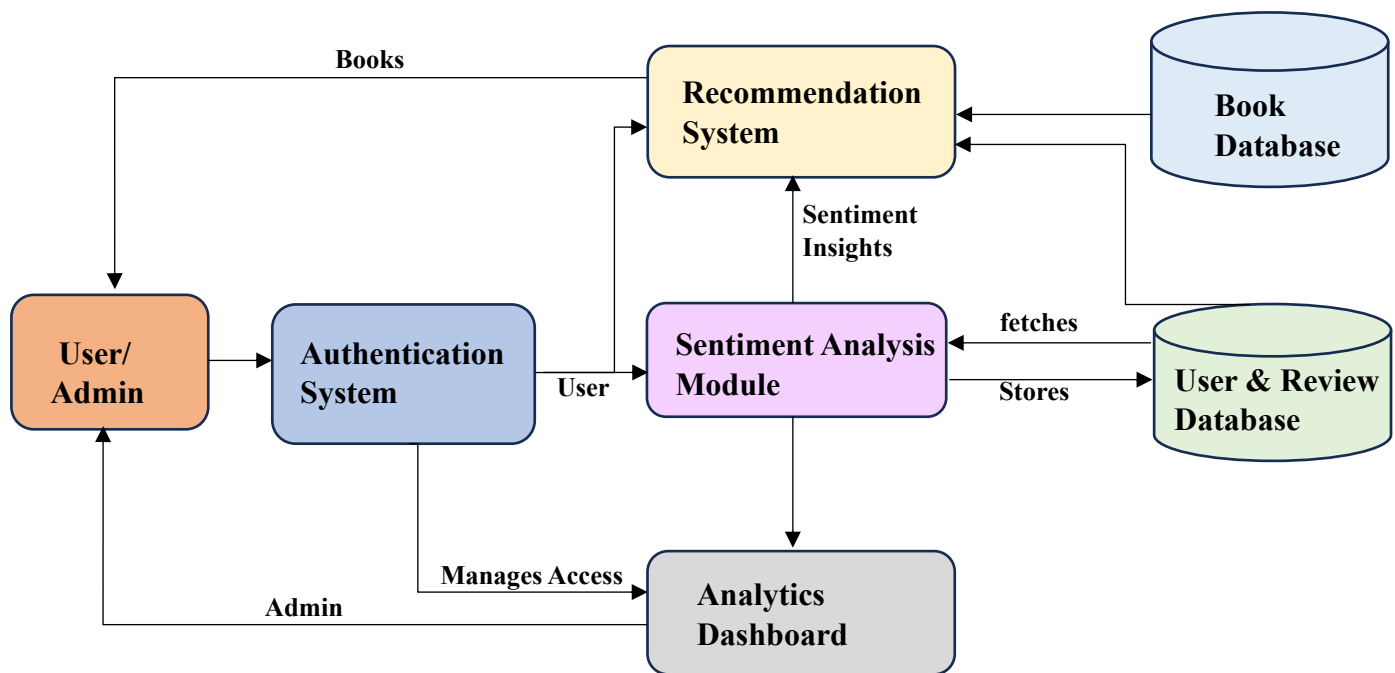 Books
Recommendation
System
Book
Database
Sentiment
Insights
User/
Admin
Authentication
System
User
Sentiment Analysis
Module
fetches
Stores
User & Review
Database
Manages Access
Admin
Analytics
Dashboard